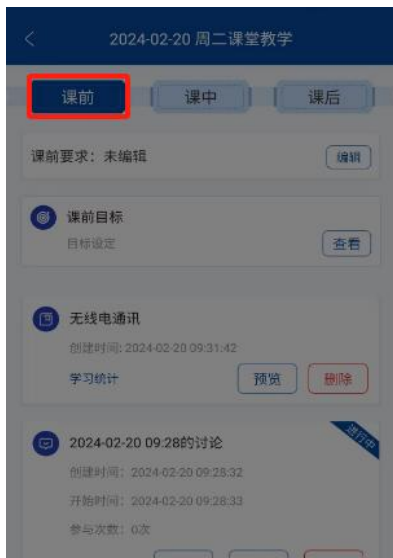 2024-02-20 周二课堂教学
课前 课中 课后
课前要求：未编辑 编辑
课前目标
目标设定 查看
无线电通讯
创建时间: 2024-02-20 09:31:42
学习统计 预览 删除
进行中
2024-02-20 09:28的讨论
创建时间：2024-02-20 09:28:32
开始时间：2024-02-20 09:28:33
参与次数：0次